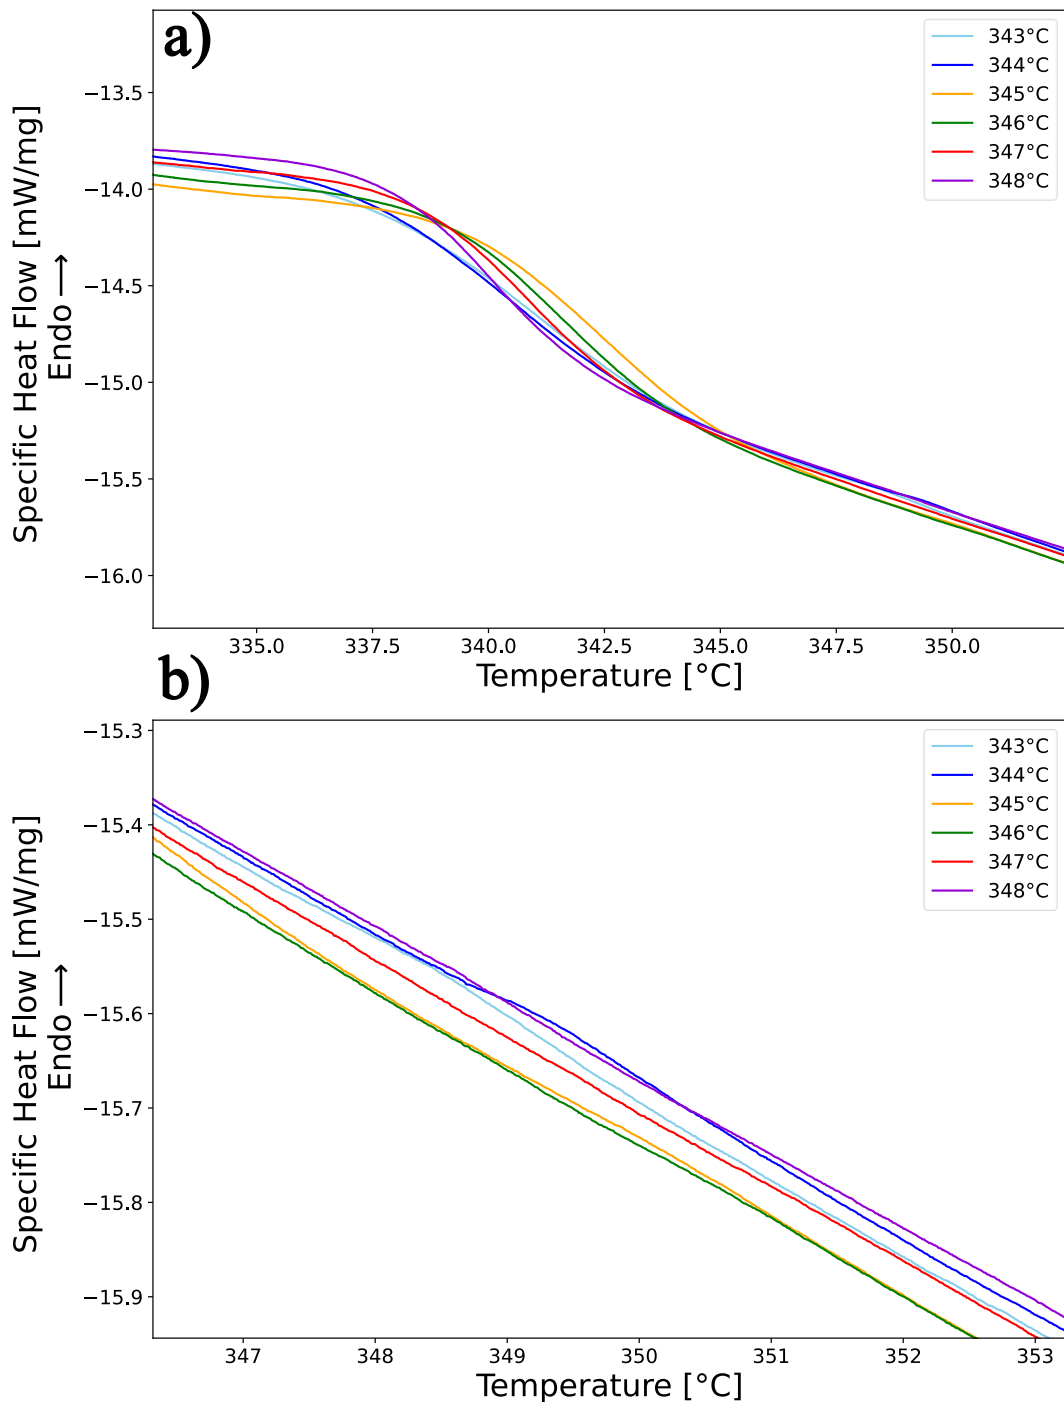 a)
343°C
344°C
345°C
346°C
347°C
348°C
Specific Heat Flow [mW/mg]
Endo ⟶
−13.5
−14.0
−14.5
−15.0
−15.5
−16.0
335.0 337.5 340.0 342.5 345.0 347.5 350.0
Temperature [°C]
b)
343°C
344°C
345°C
346°C
347°C
348°C
Specific Heat Flow [mW/mg]
Endo ⟶
−15.3
−15.4
−15.5
−15.6
−15.7
−15.8
−15.9
347 348 349 350 351 352 353
Temperature [°C]